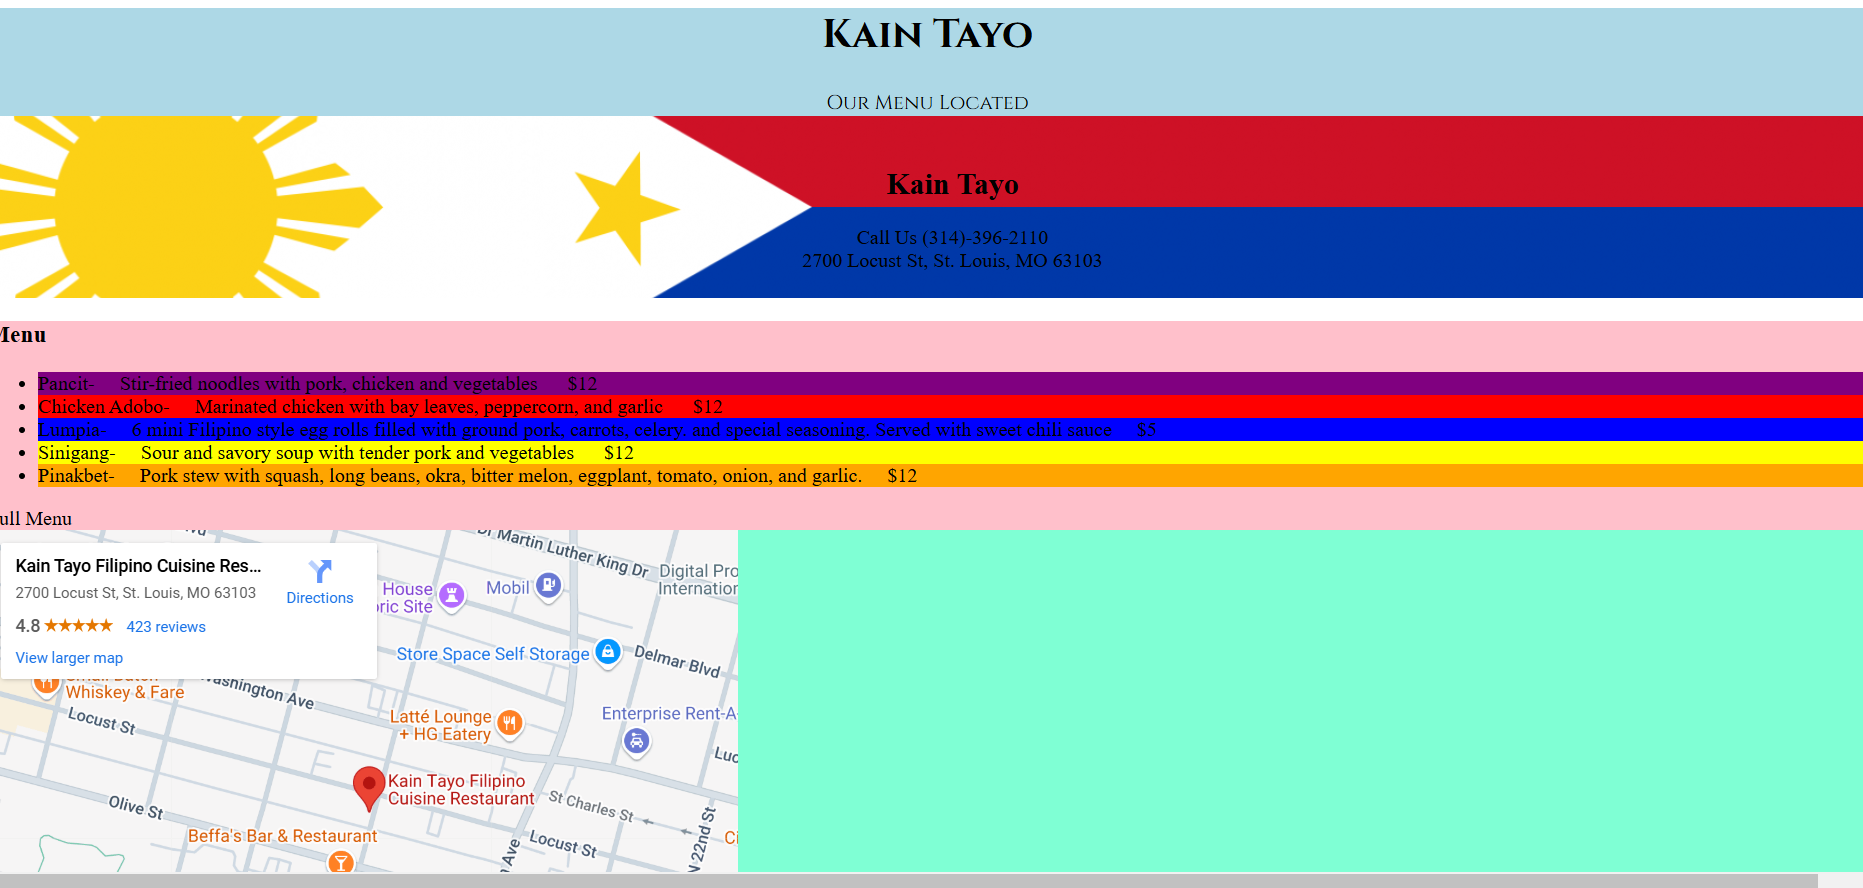 Kain Tayo
Our Menu Located
Kain Tayo
Call Us (314)-396-2110
2700 Locust St, St. Louis, MO 63103
Menu
Pancit- Stir-fried noodles with pork, chicken and vegetables $12
Chicken Adobo- Marinated chicken with bay leaves, peppercorn, and garlic $12
Lumpia- 6 mini Filipino style egg rolls filled with ground pork, carrots, celery, and special seasoning. Served with sweet chili sauce $5
Sinigang- Sour and savory soup with tender pork and vegetables $12
Pinakbet- Pork stew with squash, long beans, okra, bitter melon, eggplant, tomato, onion, and garlic. $12
ull Menu
Kain Tayo Filipino Cuisine Res...
2700 Locust St, St. Louis, MO 63103
Directions
4.8
423 reviews
View larger map
Dr Martin Luther King Dr
Digital Pro
Internation
House
oric Site
Mobil
Store Space Self Storage
Delmar Blvd
Whiskey & Fare
Washington Ave
Locust St
Latté Lounge
+ HG Eatery
Enterprise Rent-A-
Luc
Kain Tayo Filipino
Cuisine Restaurant
St Charles St
Olive St
Beffa's Bar & Restaurant
Locust St
N 22nd St
Ave
Ci